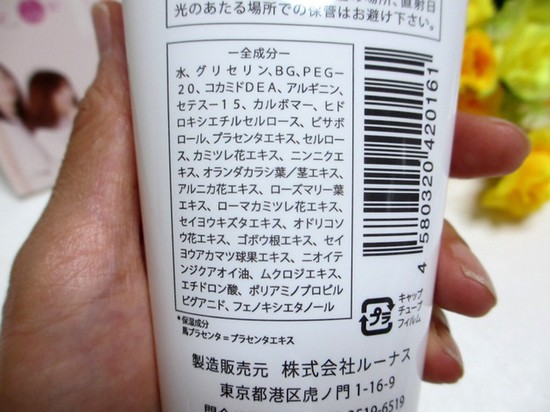 光のあたる場所での保管はお避け下さい。
ー全成分ー
水、グリセリン、BG、PEGー
20、コカミドDEA、アルギニン、
セテスー15、カルボマー、ヒド
ロキシエチルセルロース、ビサボ
ロール、プラセンタエキス、セルロー
ス、カミツレ花エキス、ニンニクエ
キス、オランダカラシ葉/茎エキス、
アルニカ花エキス、ローズマリー葉
エキス、ローマカミツレ花エキス、
セイヨウキズタエキス、オドリコソ
ウ花エキス、ゴボウ根エキス、セイ
ヨウアカマツ球果エキス、ニオイテ
ンジクアオイ油、ムクロジエキス、
エチドロン酸、ポリアミノプロピル
ビグアニド、フェノキシエタノール
*保湿成分
馬プラセンタ=プラセンタエキス
製造販売元 株式会社ルーナス
東京都港区虎ノ門1-16-9
4 580320 420161
プラ
キャップ
チューブ
フィルム